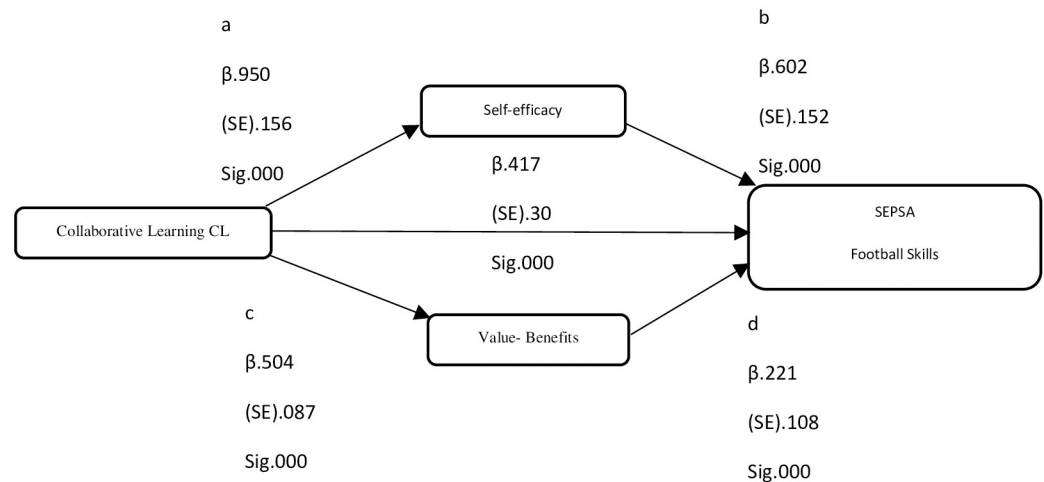 a
β.950
(SE).156
Sig.000
b
β.602
(SE).152
Sig.000
Self-efficacy
β.417
(SE).30
Sig.000
Collaborative Learning CL
SEPSA
Football Skills
Value- Benefits
c
β.504
(SE).087
Sig.000
d
β.221
(SE).108
Sig.000